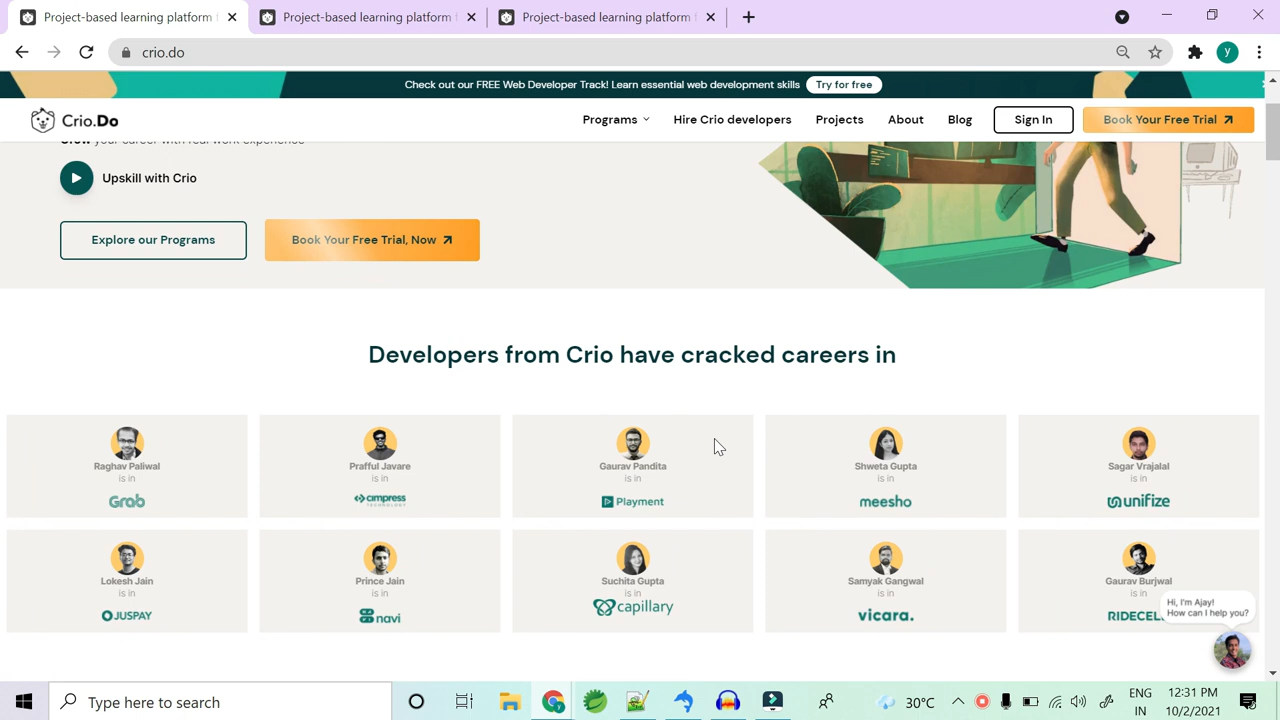 Project-based learning platform
Project-based learning platform
Project-based learning platform
crio.do
y
Check out our FREE Web Developer Track! Learn essential web development skills
Try for free
Crio.Do
Programs
Hire Crio developers
Projects
About
Blog
Sign In
Book Your Free Trial
Grow your career with real work experience
Upskill with Crio
Explore our Programs
Book Your Free Trial, Now
Developers from Crio have cracked careers in
Raghav Paliwal
is in
Grab
Prafful Javare
is in
cimpress
TECHNOLOGY
Gaurav Pandita
is in
Playment
Shweta Gupta
is in
meesho
Sagar Vrajalal
is in
unifize
Lokesh Jain
is in
JUSPAY
Prince Jain
is in
navi
Suchita Gupta
is in
capillary
Samyak Gangwal
is in
vicara.
Gaurav Burjwal
is in
RIDECEL
Hi, I'm Ajay!
How can I help you?
Type here to search
30°C
ENG
IN
12:31 PM
10/2/2021